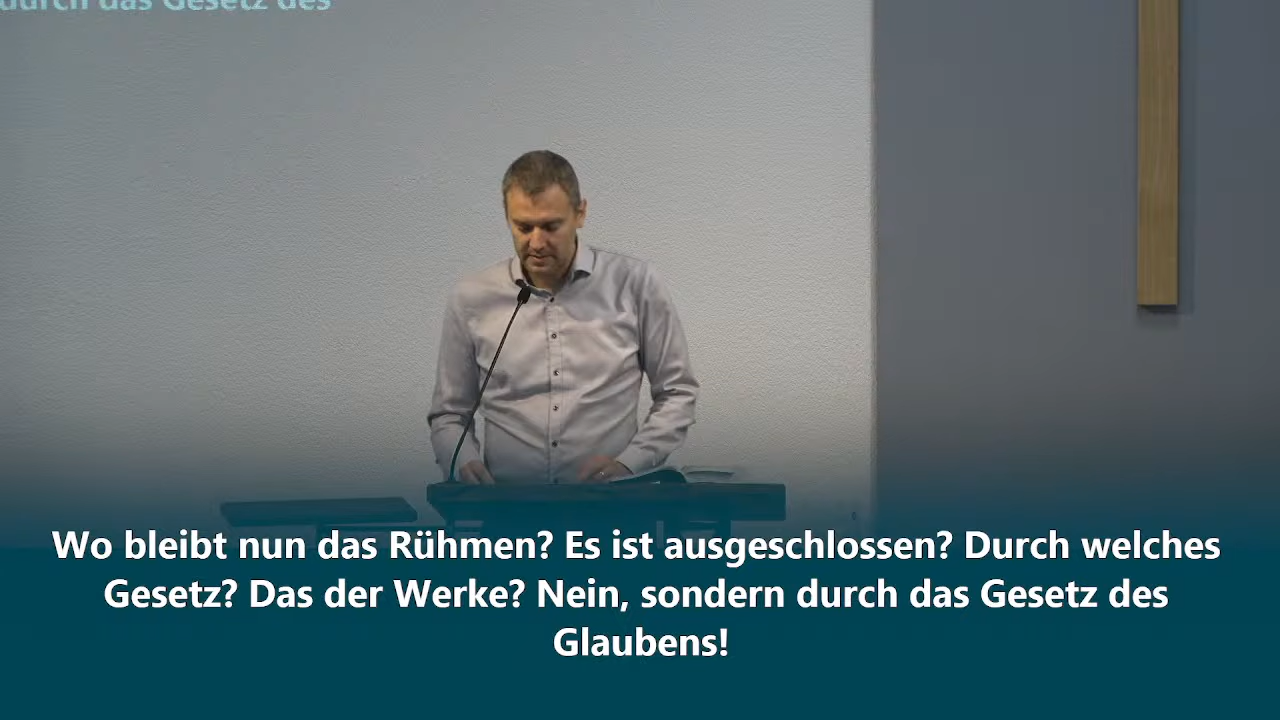 durch das Gesetz des
Wo bleibt nun das Rühmen? Es ist ausgeschlossen? Durch welches
Gesetz? Das der Werke? Nein, sondern durch das Gesetz des
Glaubens!